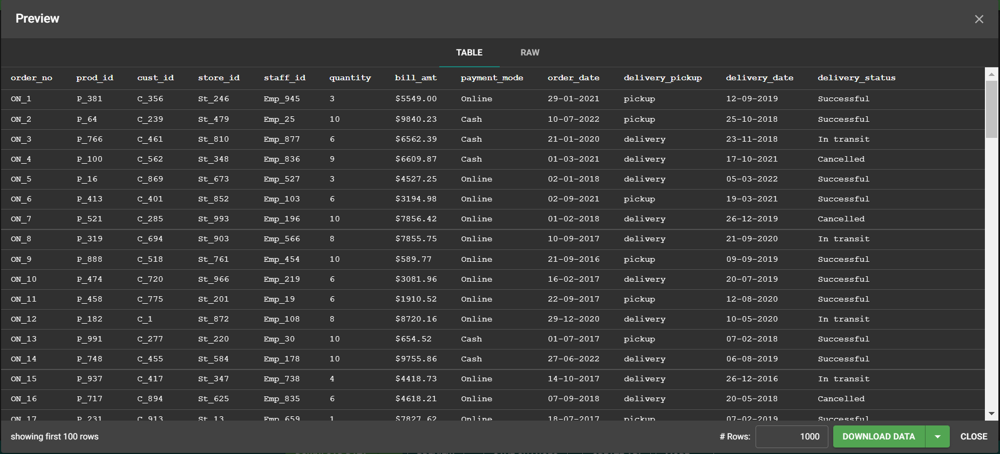 Preview
TABLE RAW
order_no prod_id cust_id store_id staff_id quantity bill_amt payment_mode order_date delivery_pickup delivery_date delivery_status
ON_1 P_381 C_356 St_246 Emp_945 3 $5549.00 Online 29-01-2021 pickup 12-09-2019 Successful
ON_2 P_64 C_239 St_479 Emp_25 10 $9840.23 Cash 10-07-2022 pickup 25-10-2018 Successful
ON_3 P_766 C_461 St_810 Emp_877 6 $6562.39 Cash 21-01-2020 delivery 23-11-2018 In transit
ON_4 P_100 C_562 St_348 Emp_836 9 $6609.87 Cash 01-03-2021 delivery 17-10-2021 Cancelled
ON_5 P_16 C_869 St_673 Emp_527 3 $4527.25 Online 02-01-2018 delivery 05-03-2022 Successful
ON_6 P_413 C_401 St_852 Emp_103 6 $3194.98 Online 02-09-2021 pickup 19-03-2021 Successful
ON_7 P_521 C_285 St_993 Emp_196 10 $7856.42 Online 01-02-2018 delivery 26-12-2019 Cancelled
ON_8 P_319 C_694 St_903 Emp_566 8 $7855.75 Online 10-09-2017 delivery 21-09-2020 In transit
ON_9 P_888 C_518 St_761 Emp_454 10 $589.77 Online 21-09-2016 pickup 09-09-2019 Successful
ON_10 P_474 C_720 St_966 Emp_219 6 $3081.96 Online 16-02-2017 delivery 20-07-2019 Successful
ON_11 P_458 C_775 St_201 Emp_19 6 $1910.52 Online 22-09-2017 pickup 12-08-2020 Successful
ON_12 P_182 C_1 St_872 Emp_108 8 $8720.16 Online 29-12-2020 delivery 10-05-2020 In transit
ON_13 P_991 C_277 St_220 Emp_30 10 $654.52 Cash 01-07-2017 pickup 07-02-2018 Successful
ON_14 P_748 C_455 St_584 Emp_178 10 $9755.86 Cash 27-06-2022 delivery 06-08-2019 Successful
ON_15 P_937 C_417 St_347 Emp_738 4 $4418.73 Online 14-10-2017 delivery 26-12-2016 In transit
ON_16 P_717 C_894 St_625 Emp_835 6 $4618.21 Online 07-09-2018 delivery 20-05-2018 Cancelled
ON_17 P_231 C_913 St_13 Emp_659 1 $7827.62 Online 18-07-2017 pickup 07-02-2019 Successful
showing first 100 rows # Rows: 1000 DOWNLOAD DATA CLOSE